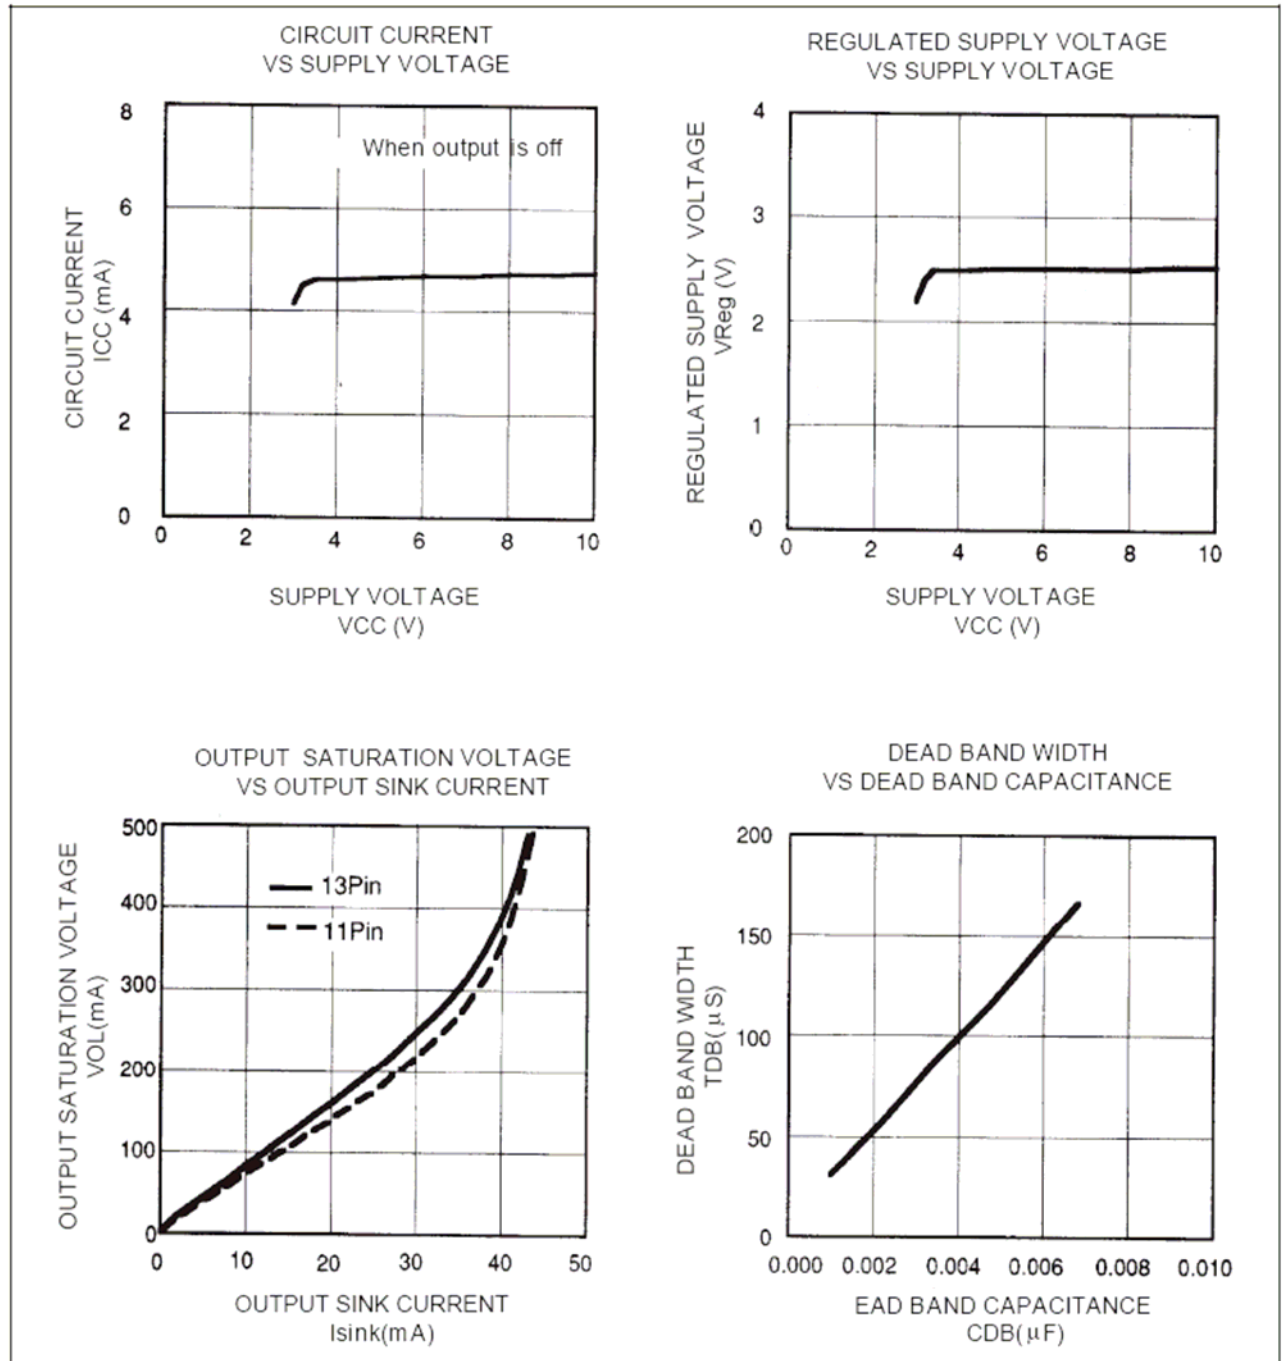 CIRCUIT CURRENT
VS SUPPLY VOLTAGE
8
6
4
2
0
When output is off
CIRCUIT CURRENT
ICC (mA)
0 2 4 6 8 10
SUPPLY VOLTAGE
VCC (V)
REGULATED SUPPLY VOLTAGE
VS SUPPLY VOLTAGE
4
3
2
1
0
REGULATED SUPPLY VOLTAGE
VReg (V)
0 2 4 6 8 10
SUPPLY VOLTAGE
VCC (V)
OUTPUT SATURATION VOLTAGE
VS OUTPUT SINK CURRENT
500
400
300
200
100
0
13Pin
11Pin
OUTPUT SATURATION VOLTAGE
VOL(mA)
0 10 20 30 40 50
OUTPUT SINK CURRENT
Isink(mA)
DEAD BAND WIDTH
VS DEAD BAND CAPACITANCE
200
150
100
50
0
DEAD BAND WIDTH
TDB(μS)
0.000 0.002 0.004 0.006 0.008 0.010
EAD BAND CAPACITANCE
CDB(μF)